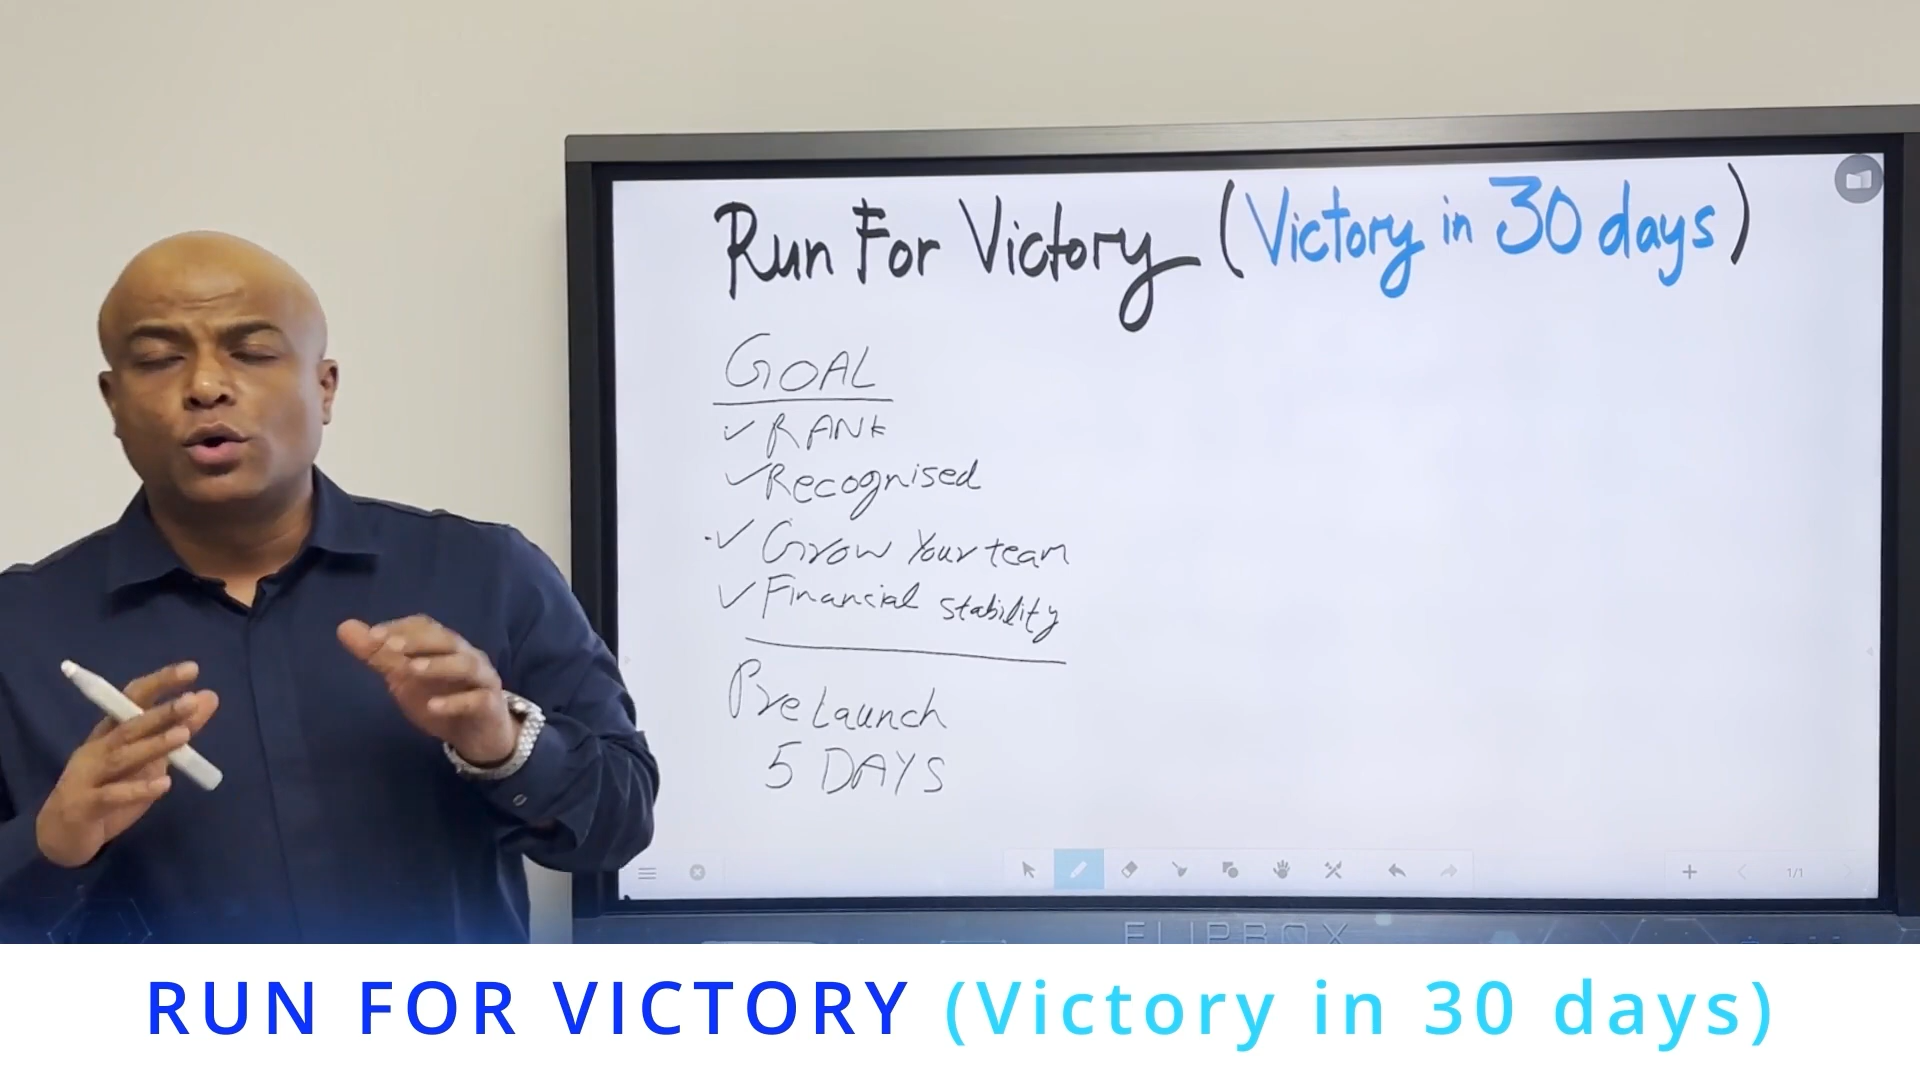 Run For Victory (Victory in 30 days)
GOAL
✓ RANK
✓ Recognised
✓ Grow Your team
✓ Financial stability
Pre Launch
5 DAYS
1/1
FLIPBOX
RUN FOR VICTORY (Victory in 30 days)